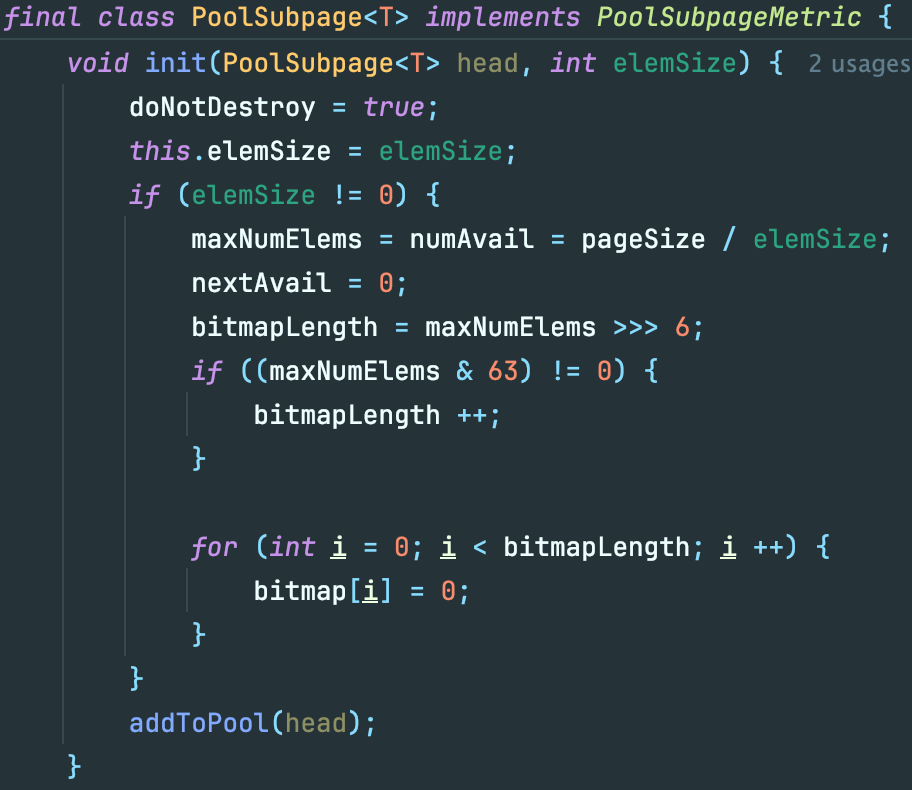 final class PoolSubpage<T> implements PoolSubpageMetric {
    void init(PoolSubpage<T> head, int elemSize) {  2 usages
        doNotDestroy = true;
        this.elemSize = elemSize;
        if (elemSize != 0) {
            maxNumElems = numAvail = pageSize / elemSize;
            nextAvail = 0;
            bitmapLength = maxNumElems >>> 6;
            if ((maxNumElems & 63) != 0) {
                bitmapLength ++;
            }

            for (int i = 0; i < bitmapLength; i ++) {
                bitmap[i] = 0;
            }
        }
        addToPool(head);
    }